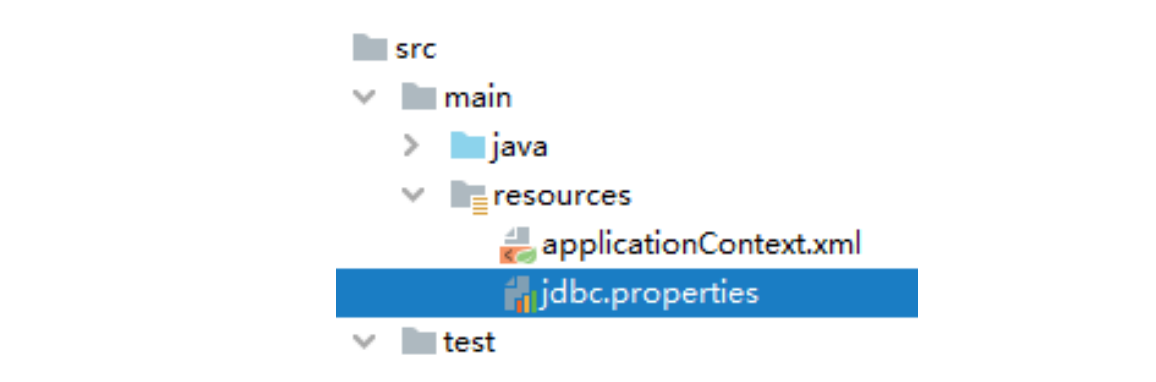 src
main
java
resources
applicationContext.xml
jdbc.properties
test